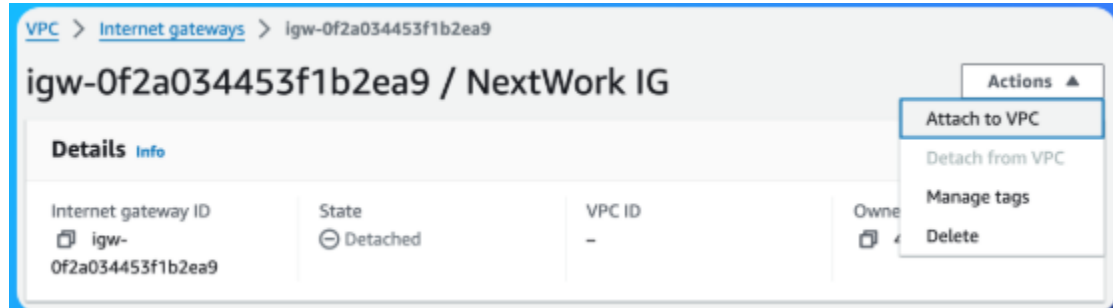 VPC > Internet gateways > igw-0f2a034453f1b2ea9
igw-0f2a034453f1b2ea9 / NextWork IG
Actions
Attach to VPC
Detach from VPC
Manage tags
Delete
Details Info
Internet gateway ID
igw-
0f2a034453f1b2ea9
State
Detached
VPC ID
–
Owne